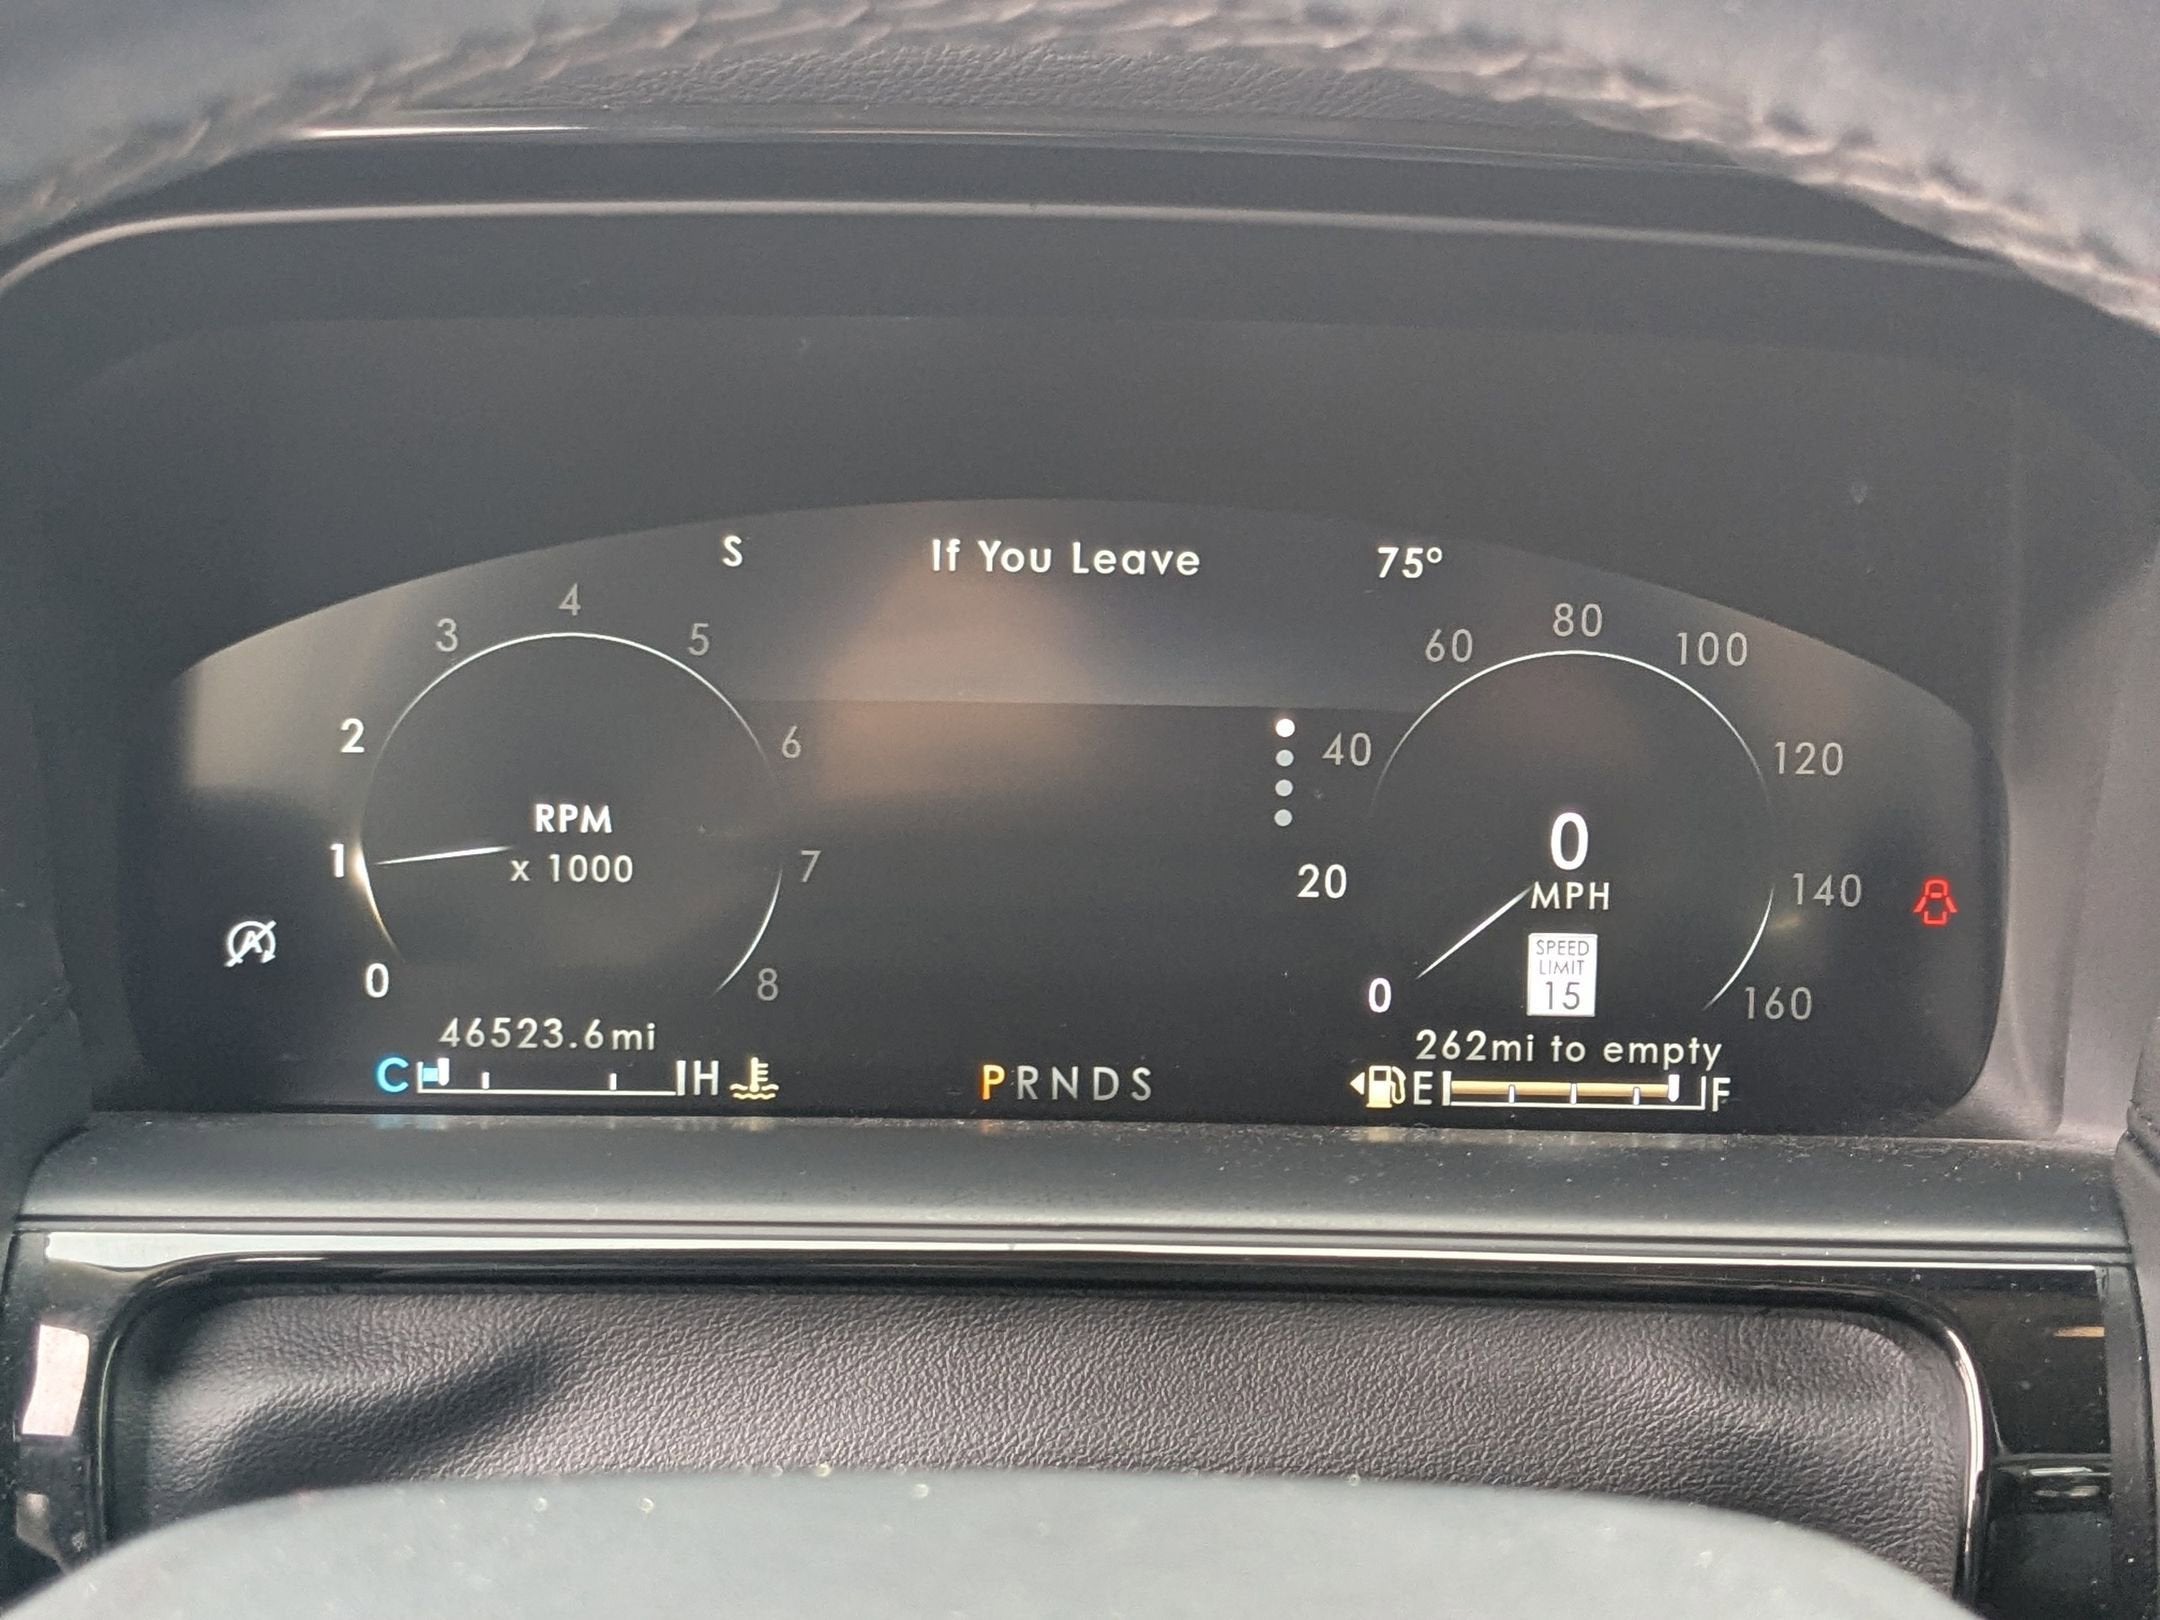 S If You Leave 75°
0 1 2 3 4 5 6 7 8
RPM
x 1000
0 20 40 60 80 100 120 140 160
0
MPH
SPEED
LIMIT
15
46523.6mi
262mi to empty
C H
PRNDS
E F